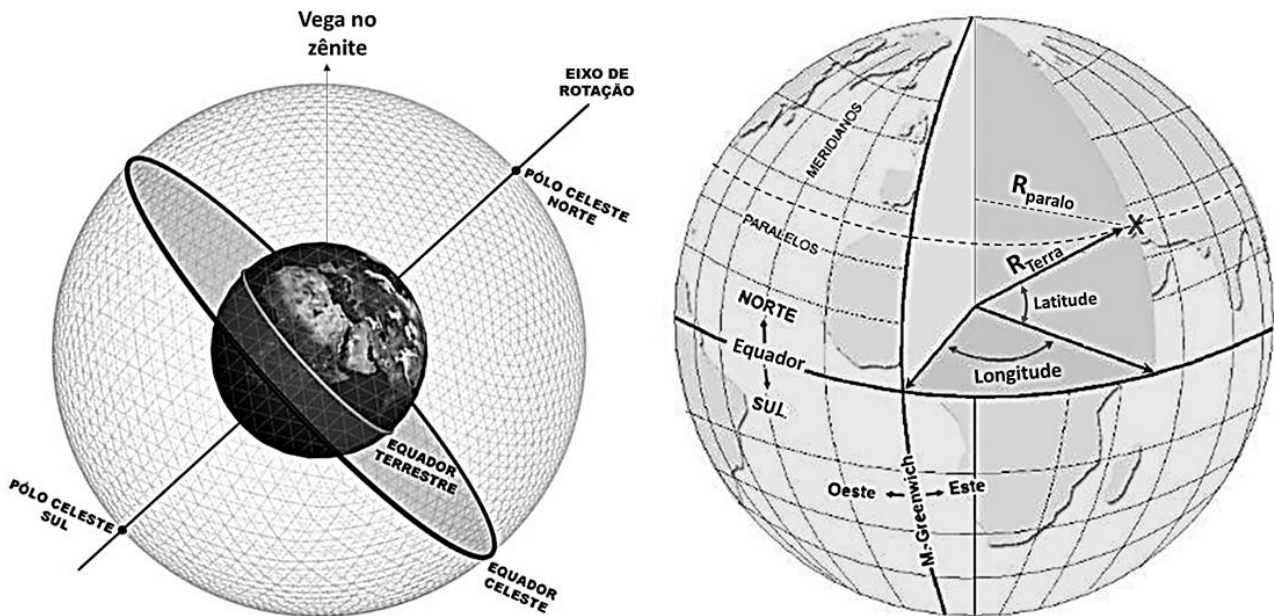 Vega no
zênite
EIXO DE
ROTAÇÃO
PÓLO CELESTE
NORTE
EQUADOR
TERRESTRE
PÓLO CELESTE
SUL
EQUADOR
CELESTE
MERIDIANOS
PARALELOS
Rparalo
RTerra
Latitude
NORTE
Equador
Longitude
SUL
Oeste
Este
M.-Greenwich
X